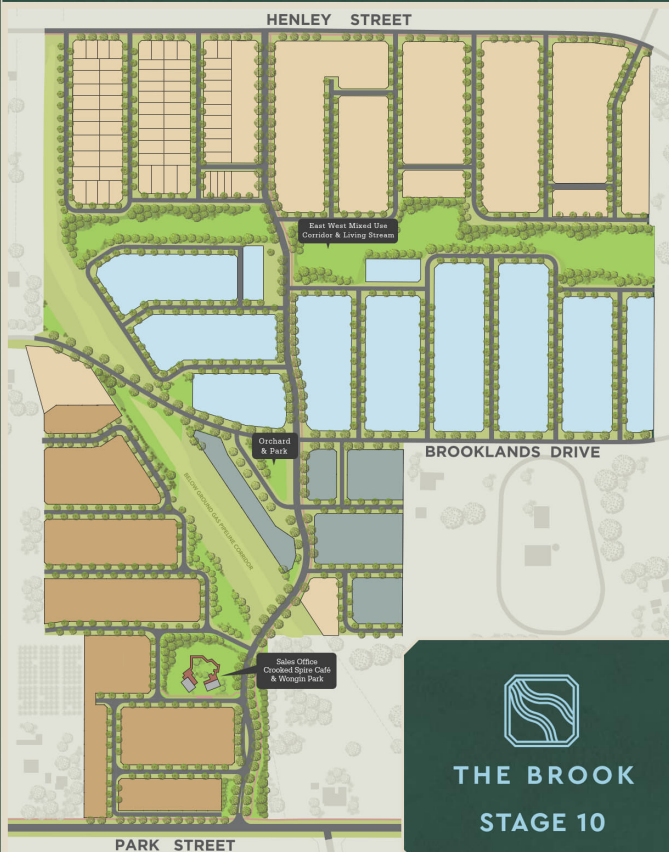 HENLEY STREET
East West Mixed Use
Corridor & Living Stream
Orchard
& Park
BROOKLANDS DRIVE
BELOW GROUND GAS PIPELINE CORRIDOR
Sales Office
Crooked Spire Café
& Wongin Park
THE BROOK
STAGE 10
PARK STREET